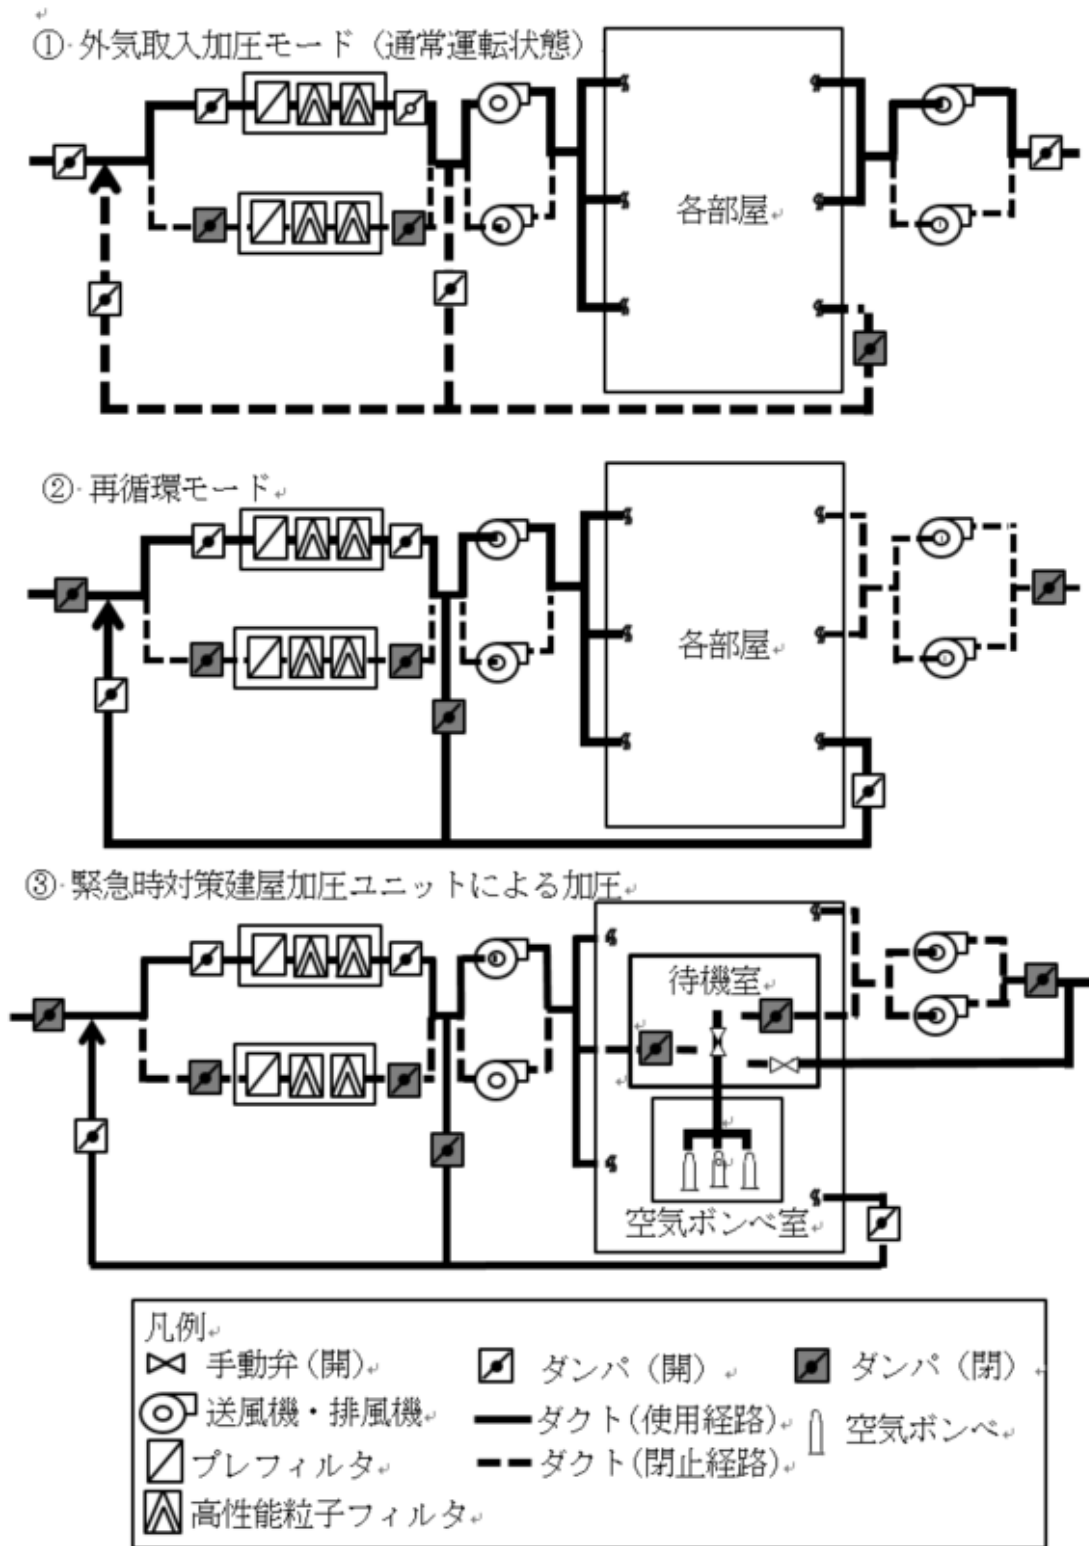 ①・外気取入加圧モード（通常運転状態）
各部屋
②・再循環モード
各部屋
③・緊急時対策建屋加圧ユニットによる加圧
待機室
空気ボンベ室
凡例
手動弁(開)
ダンパ（開）
ダンパ（閉）
送風機・排風機
ダクト(使用経路)
空気ボンベ
プレフィルタ
ダクト(閉止経路)
高性能粒子フィルタ